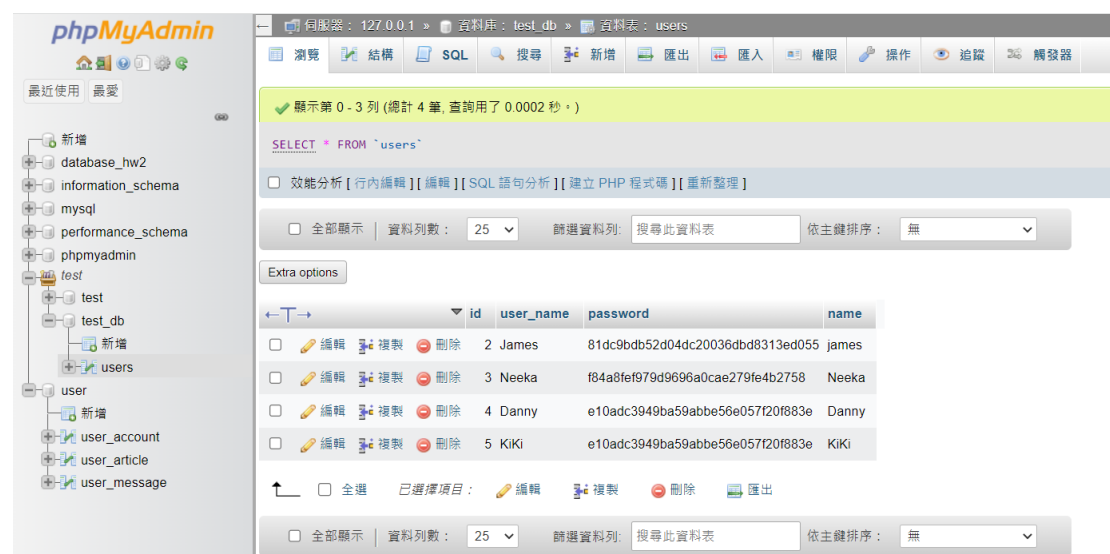 phpMyAdmin
最近使用 最愛
新增
database_hw2
information_schema
mysql
performance_schema
phpmyadmin
test
test
test_db
新增
users
user
新增
user_account
user_article
user_message
伺服器： 127.0.0.1 » 資料庫： test_db » 資料表： users
瀏覽 結構 SQL 搜尋 新增 匯出 匯入 權限 操作 追蹤 觸發器
顯示第 0 - 3 列 (總計 4 筆, 查詢用了 0.0002 秒。)
SELECT * FROM `users`
效能分析 [ 行內編輯 ] [ 編輯 ] [ SQL 語句分析 ] [ 建立 PHP 程式碼 ] [ 重新整理 ]
全部顯示 | 資料列數： 25 篩選資料列: 搜尋此資料表 依主鍵排序： 無
Extra options
←T→ id user_name password name
編輯 複製 刪除 2 James 81dc9bdb52d04dc20036dbd8313ed055 james
編輯 複製 刪除 3 Neeka f84a8fef979d9696a0cae279fe4b2758 Neeka
編輯 複製 刪除 4 Danny e10adc3949ba59abbe56e057f20f883e Danny
編輯 複製 刪除 5 KiKi e10adc3949ba59abbe56e057f20f883e KiKi
全選 已選擇項目： 編輯 複製 刪除 匯出
全部顯示 | 資料列數： 25 篩選資料列: 搜尋此資料表 依主鍵排序： 無